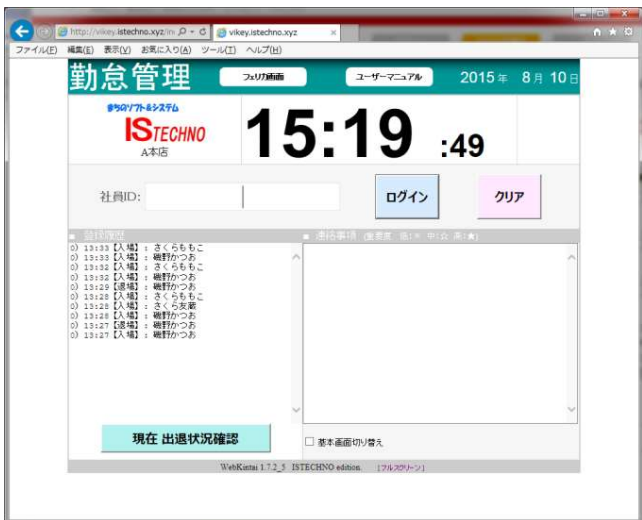 http://vikey.istechno.xyz/in
vikey.istechno.xyz
ファイル(F) 編集(E) 表示(V) お気に入り(A) ツール(T) ヘルプ(H)
勤怠管理 フェリカ画面 ユーザーマニュアル 2015年 8月 10日
まちのソフト&システム
ISTECHNO
A本店
15:19 :49
社員ID: ログイン クリア
■ 登録履歴
0) 13:33【入場】: さくらももこ
0) 13:33【入場】: 磯野かつお
0) 13:32【入場】: さくらももこ
0) 13:32【入場】: 磯野かつお
0) 13:29【退場】: 磯野かつお
0) 13:28【入場】: さくらももこ
0) 13:28【入場】: さくら友蔵
0) 13:28【入場】: 磯野かつお
0) 13:27【退場】: 磯野かつお
0) 13:27【入場】: 磯野かつお
■ 連絡事項 (重要度 低:× 中:☆ 高:★)
現在 出退状況確認
基本画面切り替え
WebKintai 1.7.2_5 ISTECHNO edition. [フルスクリーン]